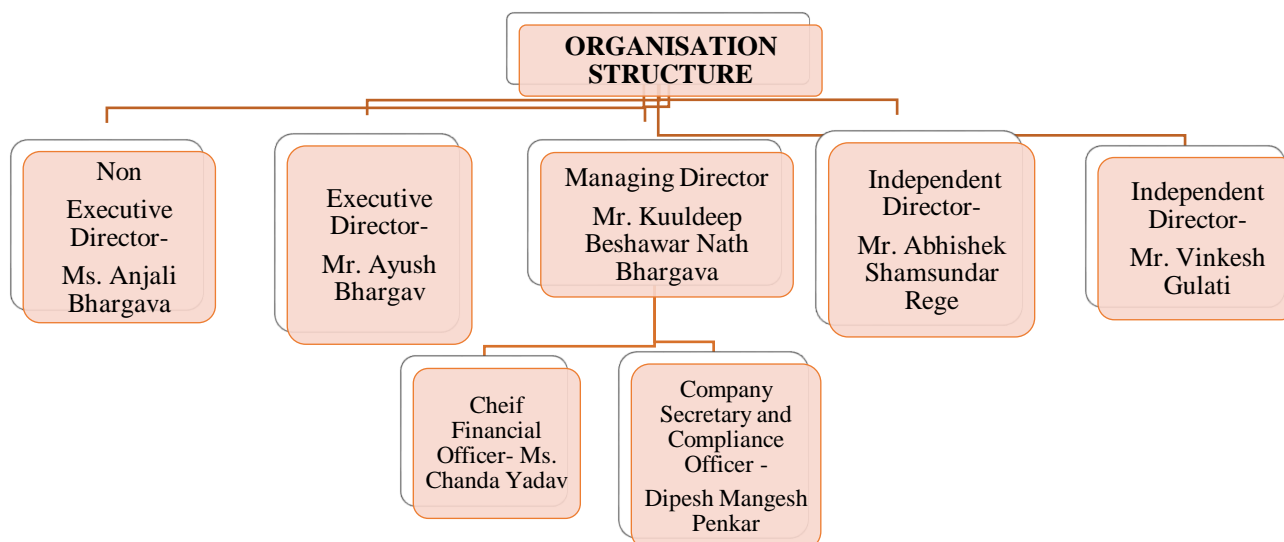 ORGANISATION
STRUCTURE
Non
Executive
Director-
Ms. Anjali
Bhargava
Executive
Director-
Mr. Ayush
Bhargav
Managing Director
Mr. Kuuldeep
Beshawar Nath
Bhargava
Independent
Director-
Mr. Abhishek
Shamsundar
Rege
Independent
Director-
Mr. Vinkesh
Gulati
Cheif
Financial
Officer- Ms.
Chanda Yadav
Company
Secretary and
Compliance
Officer -
Dipesh Mangesh
Penkar